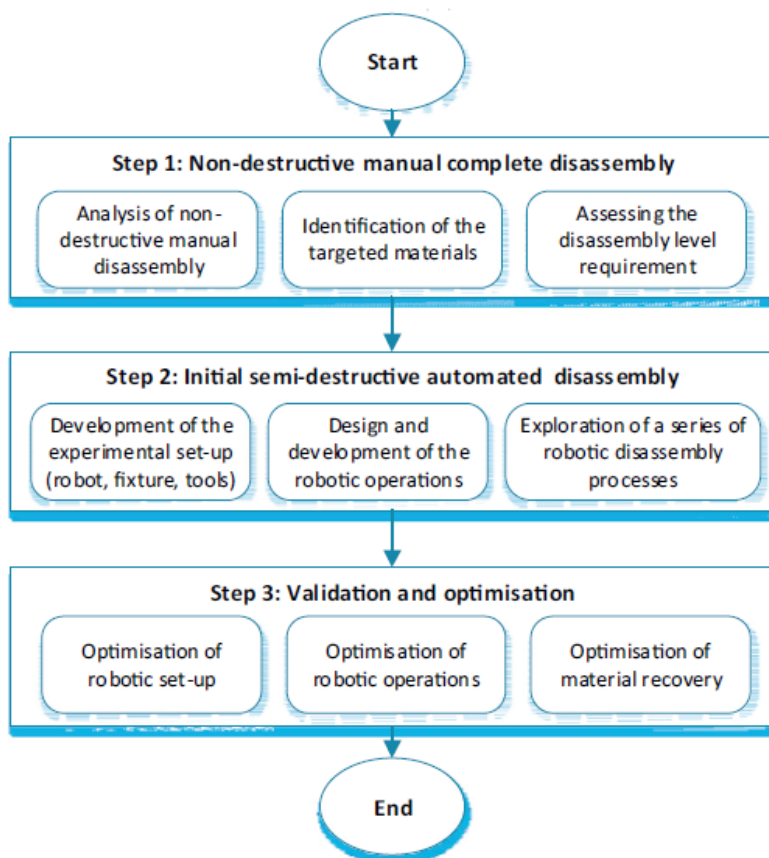 Start
Step 1: Non-destructive manual complete disassembly
Analysis of non-
destructive manual
disassembly
Identification of the
targeted materials
Assessing the
disassembly level
requirement
Step 2: Initial semi-destructive automated disassembly
Development of the
experimental set-up
(robot, fixture, tools)
Design and
development of the
robotic operations
Exploration of a series of
robotic disassembly
processes
Step 3: Validation and optimisation
Optimisation of
robotic set-up
Optimisation of
robotic operations
Optimisation of
material recovery
End